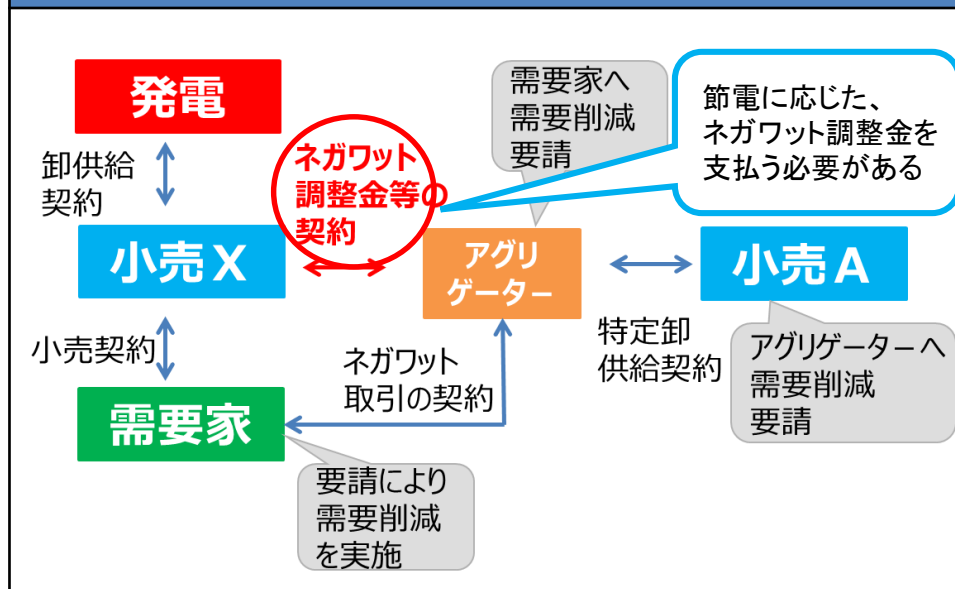 発電
卸供給
契約
ネガワット
調整金等の
契約
需要家へ
需要削減
要請
節電に応じた、
ネガワット調整金を
支払う必要がある
小売X
アグリ
ゲーター
小売A
小売契約
ネガワット
取引の契約
特定卸
供給契約
アグリゲーターへ
需要削減
要請
需要家
要請により
需要削減
を実施